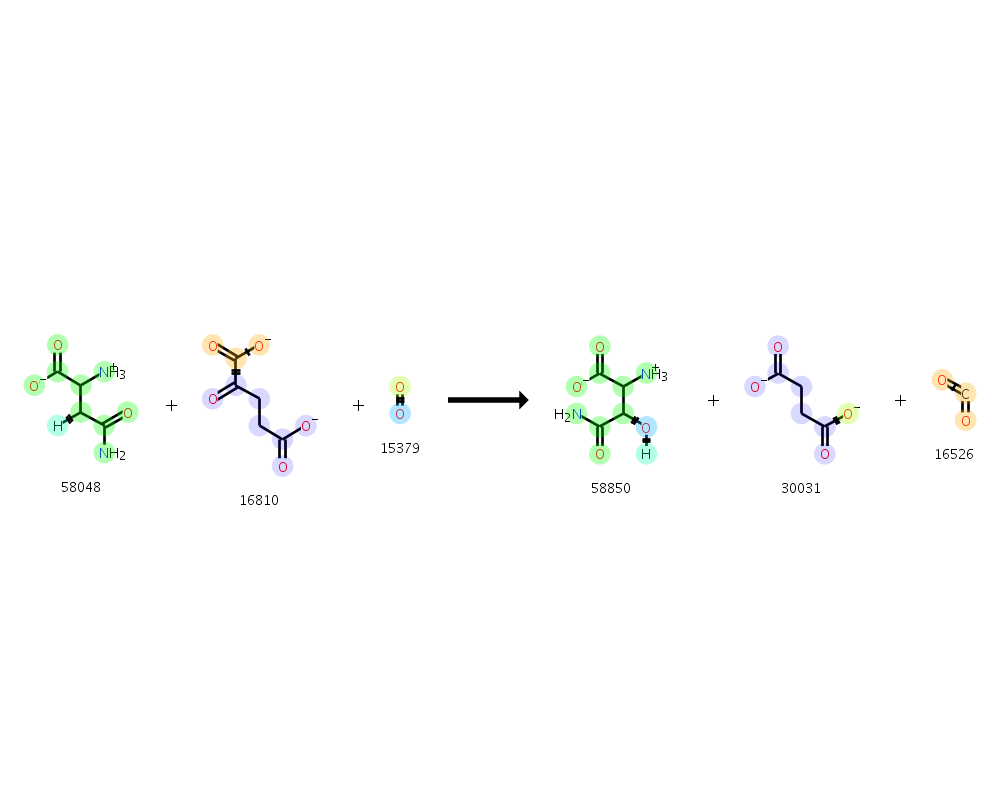 O O⁻ NH₃⁺ H O NH₂
58048
+
O O⁻ O O⁻ O
16810
+
O O
15379
O O⁻ NH₃⁺ H₂N O O H
58850
+
O O⁻ O⁻ O
30031
+
O C O
16526